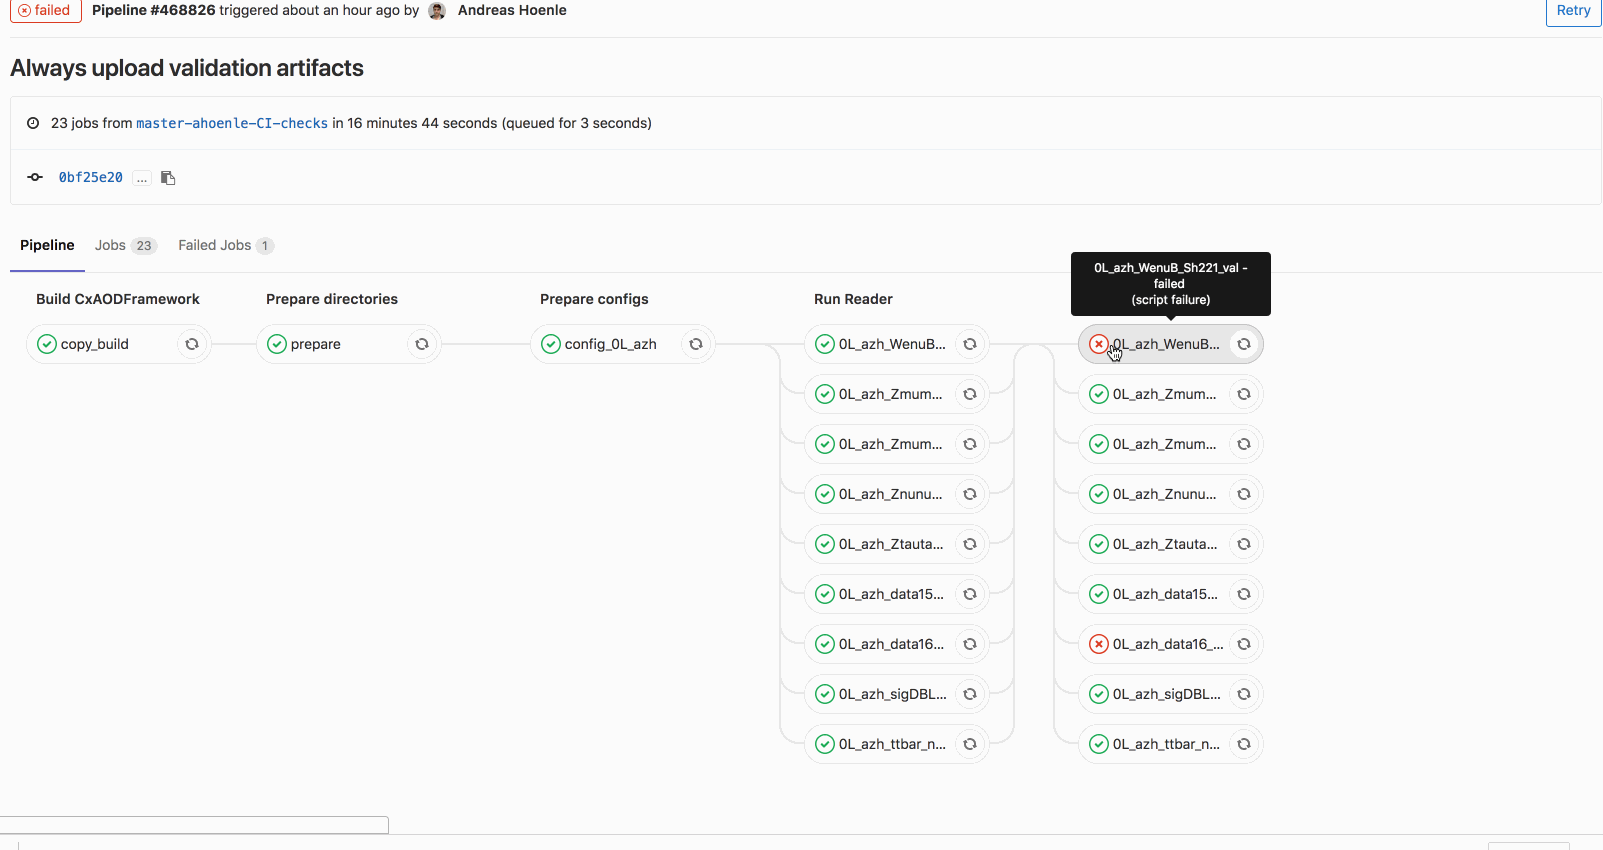 failed Pipeline #468826 triggered about an hour ago by Andreas Hoenle
Retry
Always upload validation artifacts
23 jobs from master-ahoenle-CI-checks in 16 minutes 44 seconds (queued for 3 seconds)
0bf25e20 ...
Pipeline Jobs 23 Failed Jobs 1
0L_azh_WenuB_Sh221_val -
failed
(script failure)
Build CxAODFramework Prepare directories Prepare configs Run Reader
copy_build prepare config_0L_azh 0L_azh_WenuB... 0L_azh_WenuB...
0L_azh_Zmum... 0L_azh_Zmum...
0L_azh_Zmum... 0L_azh_Zmum...
0L_azh_Znunu... 0L_azh_Znunu...
0L_azh_Ztauta... 0L_azh_Ztauta...
0L_azh_data15... 0L_azh_data15...
0L_azh_data16... 0L_azh_data16_...
0L_azh_sigDBL... 0L_azh_sigDBL...
0L_azh_ttbar_n... 0L_azh_ttbar_n...